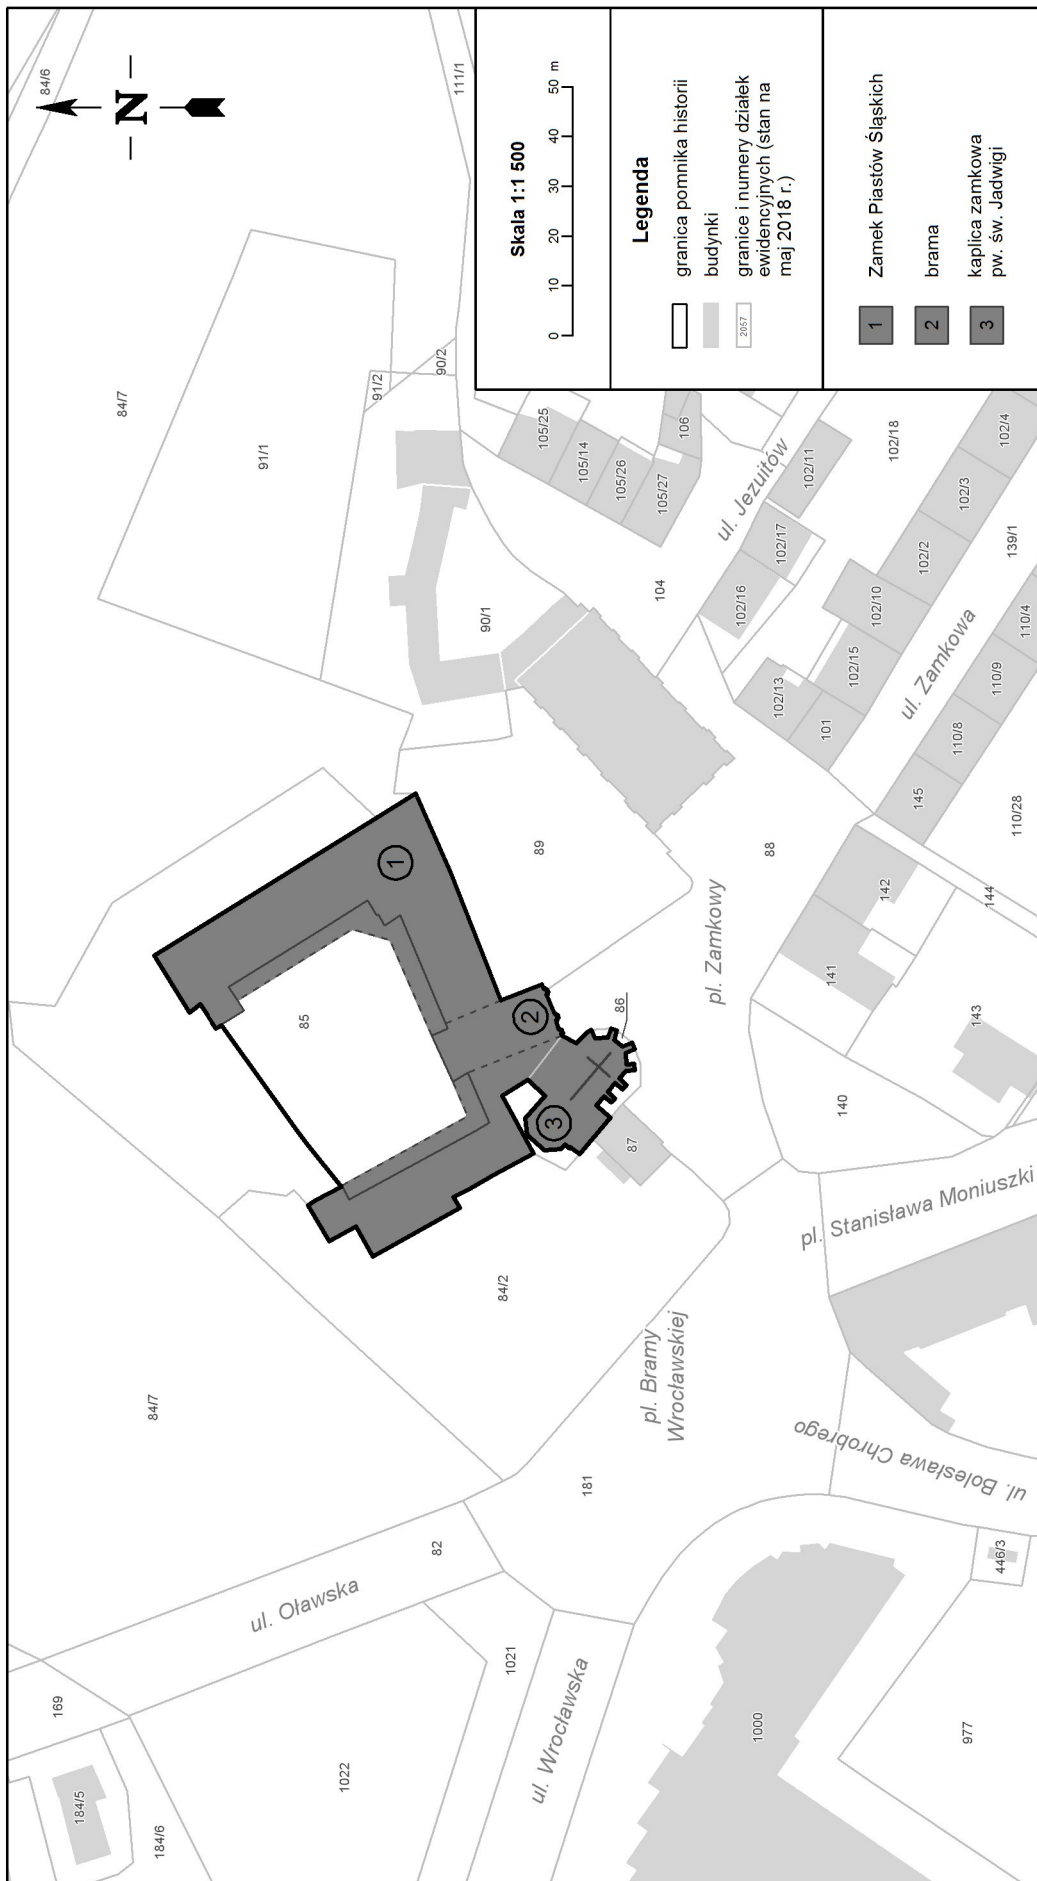 84/6
N
111/1
84/7
91/1
91/2
90/2
90/1
105/25
105/14
105/26
105/27
106
104
ul. Jezuitów
102/11
102/18
102/17
102/16
102/4
102/3
102/2
102/10
102/15
102/13
101
139/1
ul. Zamkowa
110/4
110/9
110/8
145
110/28
89
88
pl. Zamkowy
142
141
144
143
140
85
1
2
3
86
87
84/2
84/7
pl. Stanisława Moniuszki
pl. Bramy
Wrocławskiej
ul. Bolesława Chrobrego
181
82
ul. Oławska
446/3
169
1021
ul. Wrocławska
1022
1000
977
184/5
184/6
Skala 1:1 500
0 10 20 30 40 50 m
Legenda
granica pomnika historii
budynki
2057
granice i numery działek
ewidencyjnych (stan na
maj 2018 r.)
1 Zamek Piastów Śląskich
2 brama
3 kaplica zamkowa
pw. św. Jadwigi